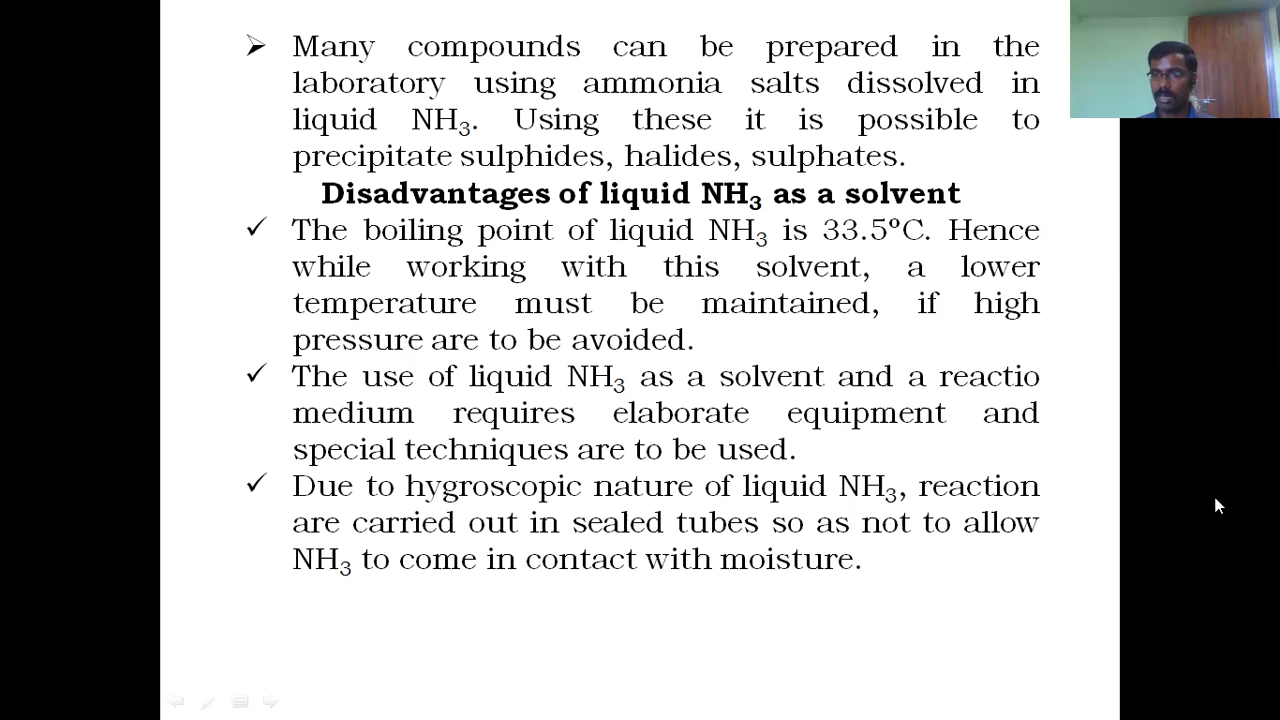 ➢ Many compounds can be prepared in the
laboratory using ammonia salts dissolved in
liquid NH₃. Using these it is possible to
precipitate sulphides, halides, sulphates.
Disadvantages of liquid NH₃ as a solvent
✓ The boiling point of liquid NH₃ is 33.5°C. Hence
while working with this solvent, a lower
temperature must be maintained, if high
pressure are to be avoided.
✓ The use of liquid NH₃ as a solvent and a reactio
medium requires elaborate equipment and
special techniques are to be used.
✓ Due to hygroscopic nature of liquid NH₃, reaction
are carried out in sealed tubes so as not to allow
NH₃ to come in contact with moisture.